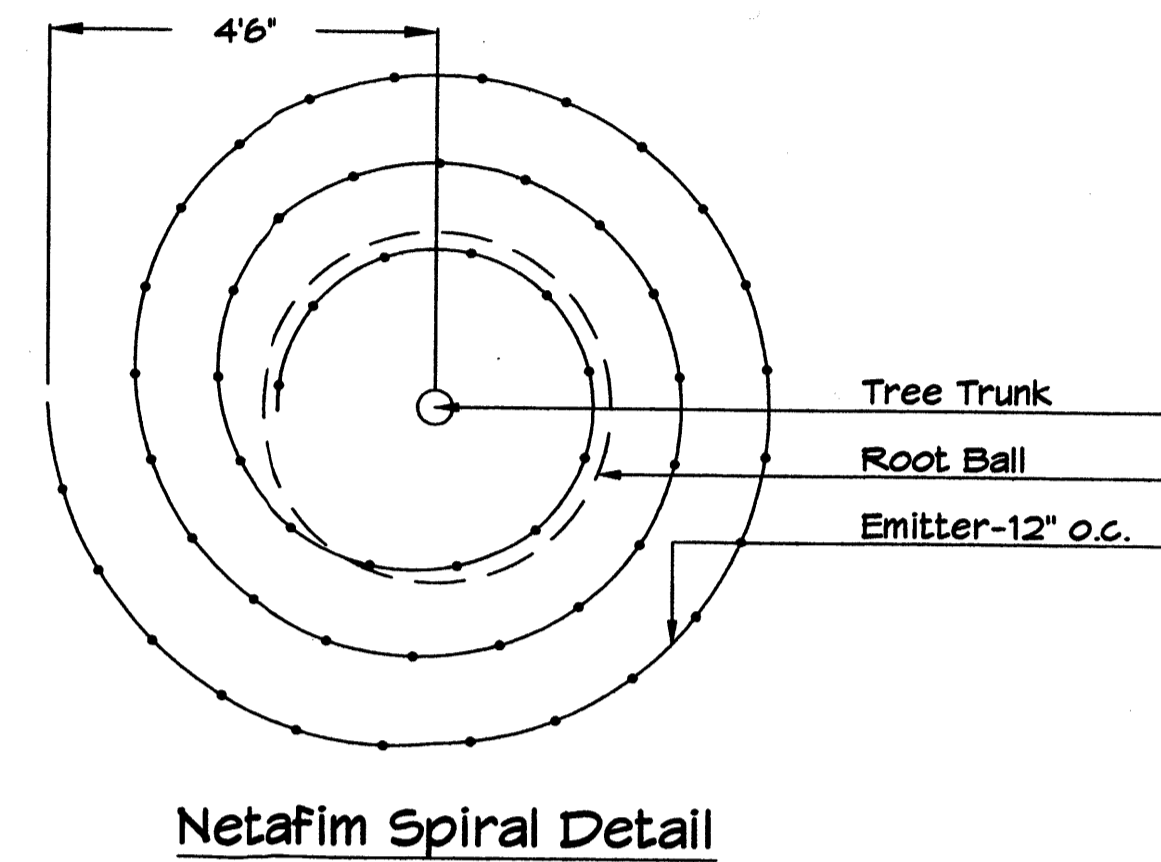 4'6"
Tree Trunk
Root Ball
Emitter-12" o.c.
Netafim Spiral Detail